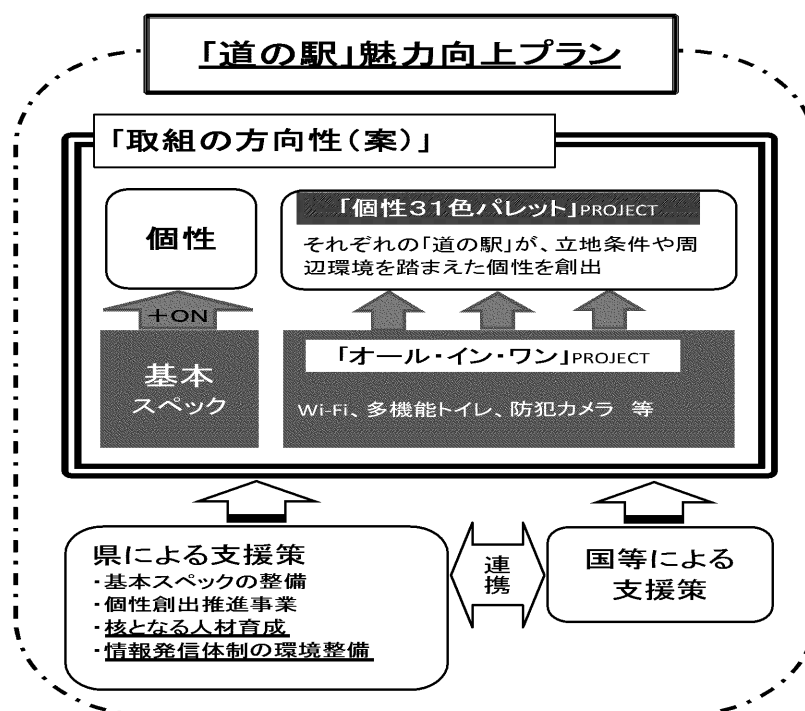 「道の駅」魅力向上プラン
「取組の方向性(案)」
個性
「個性31色パレット」PROJECT
それぞれの「道の駅」が、立地条件や周
辺環境を踏まえた個性を創出
+ON
基本
スペック
「オール・イン・ワン」PROJECT
Wi-Fi、多機能トイレ、防犯カメラ 等
県による支援策
・基本スペックの整備
・個性創出推進事業
・核となる人材育成
・情報発信体制の環境整備
連
携
国等による
支援策